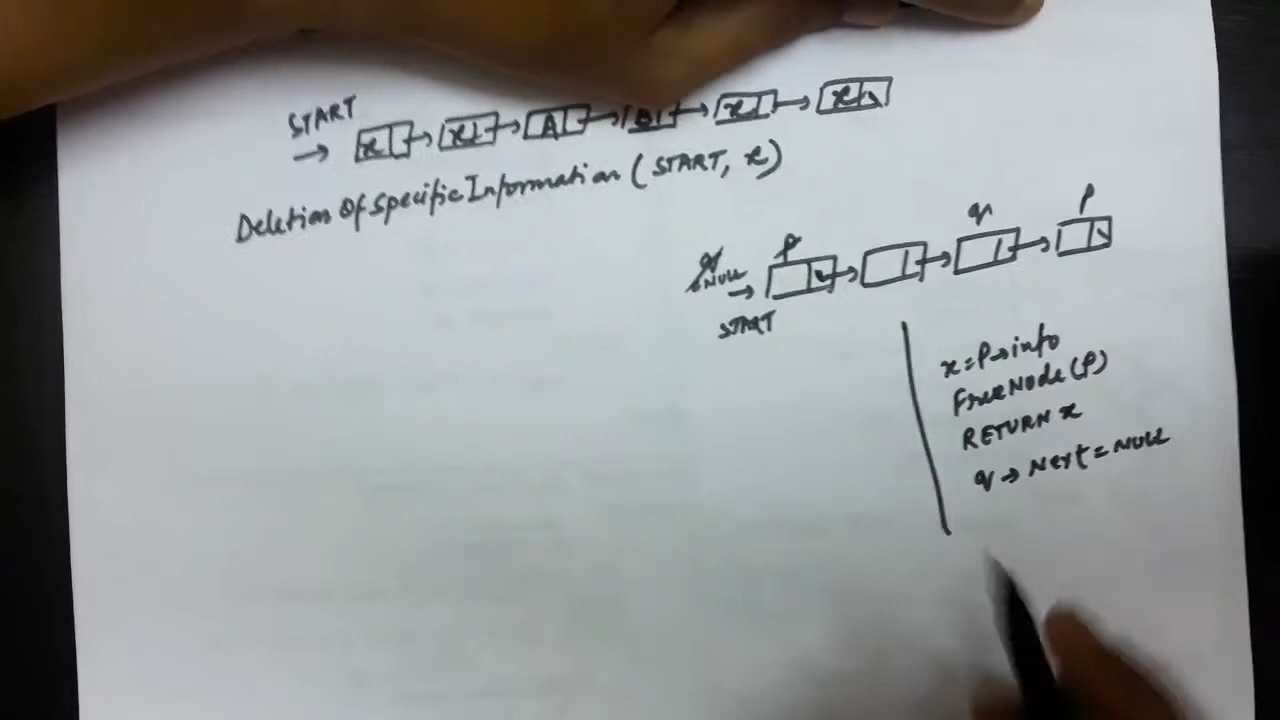 START
x x A B x x
Deletion Of Specific Information (START, x)
q p
q P
NULL
START
x = P → info
FreeNode (P)
RETURN x
q → Next = NULL